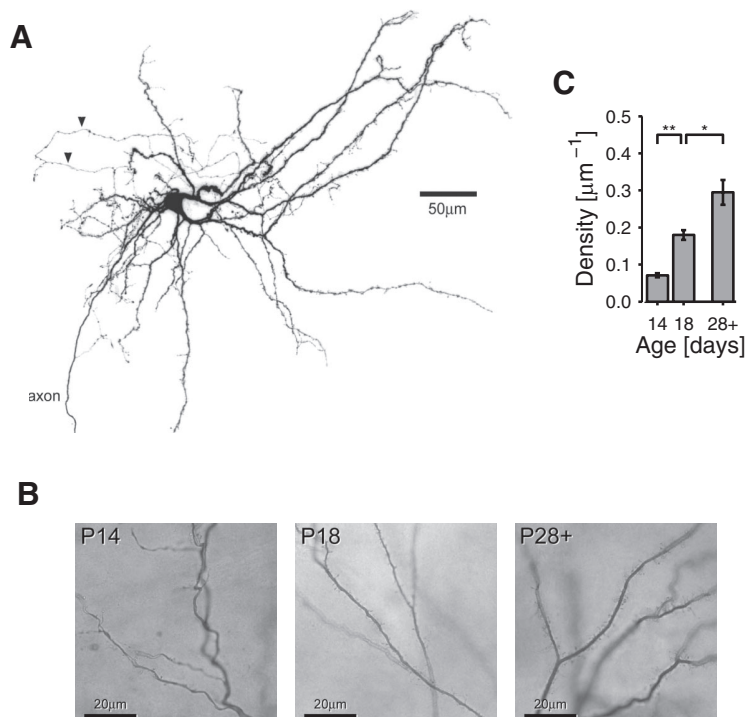 A
50μm
axon
C
Density [μm⁻¹]
0.5
0.4
0.3
0.2
0.1
0.0
** *
14 18 28+
Age [days]
B
P14 P18 P28+
20μm 20μm 20μm